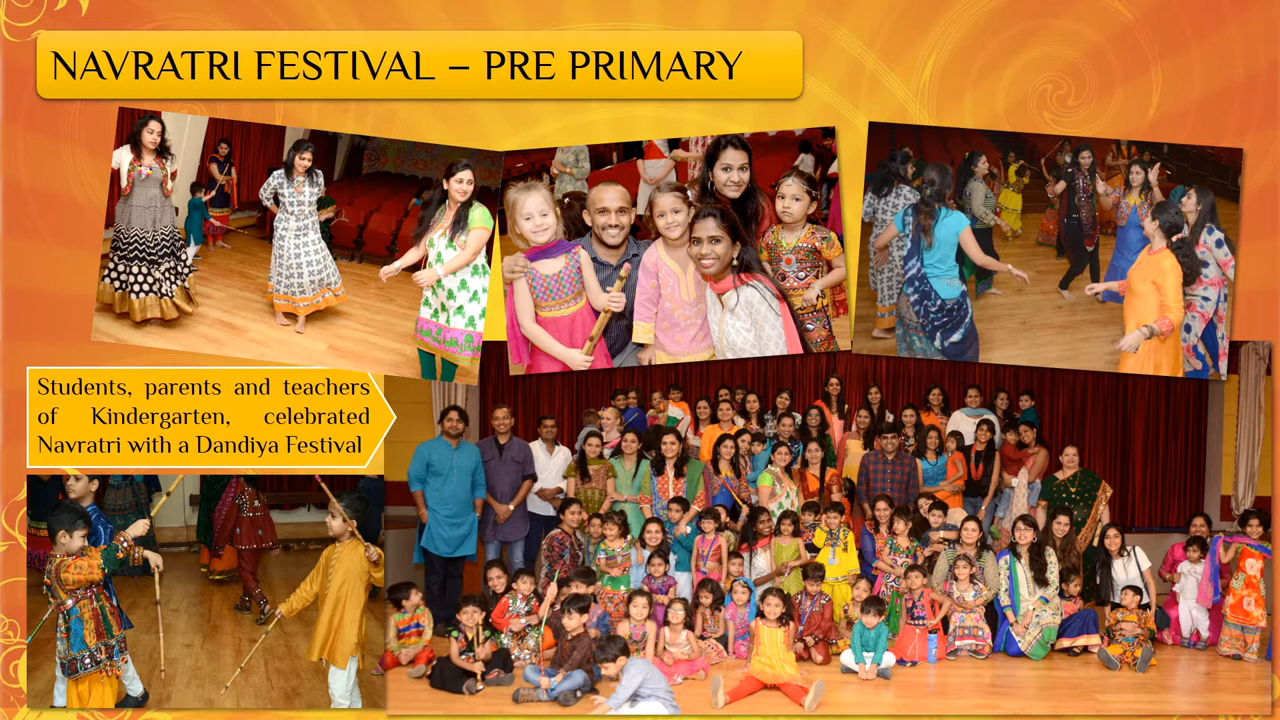 NAVRATRI FESTIVAL – PRE PRIMARY
Students, parents and teachers
of Kindergarten, celebrated
Navratri with a Dandiya Festival